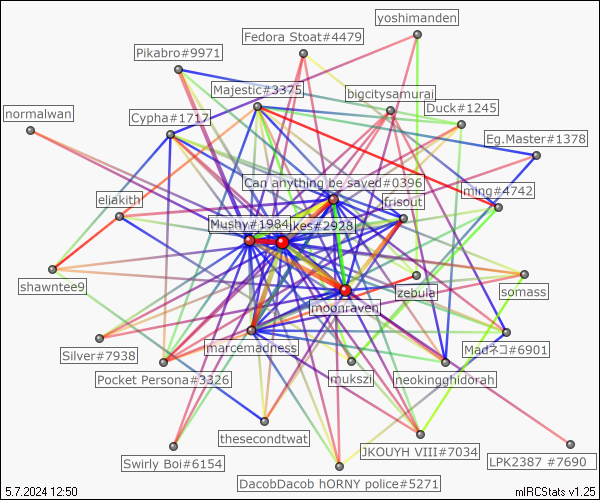 yoshimanden
Fedora Stoat#4479
Pikabro#9971
Majestic#3375
bigcitysamurai
Duck#1245
normalwan
Cypha#1717
Eg.Master#1378
Can anything be saved#0396
ming#4742
eliakith
frisout
Mushy#1984
ikes#2928
shawntee9
zebula
somass
moonraven
marcemadness
Madネコ#6901
Silver#7938
Pocket Persona#3326
mukszi
neokingghidorah
thesecondtwat
JKOUYH VIII#7034
Swirly Boi#6154
LPK2387 #7690
DacobDacob hORNY police#5271
5.7.2024 12:50
mIRCStats v1.25